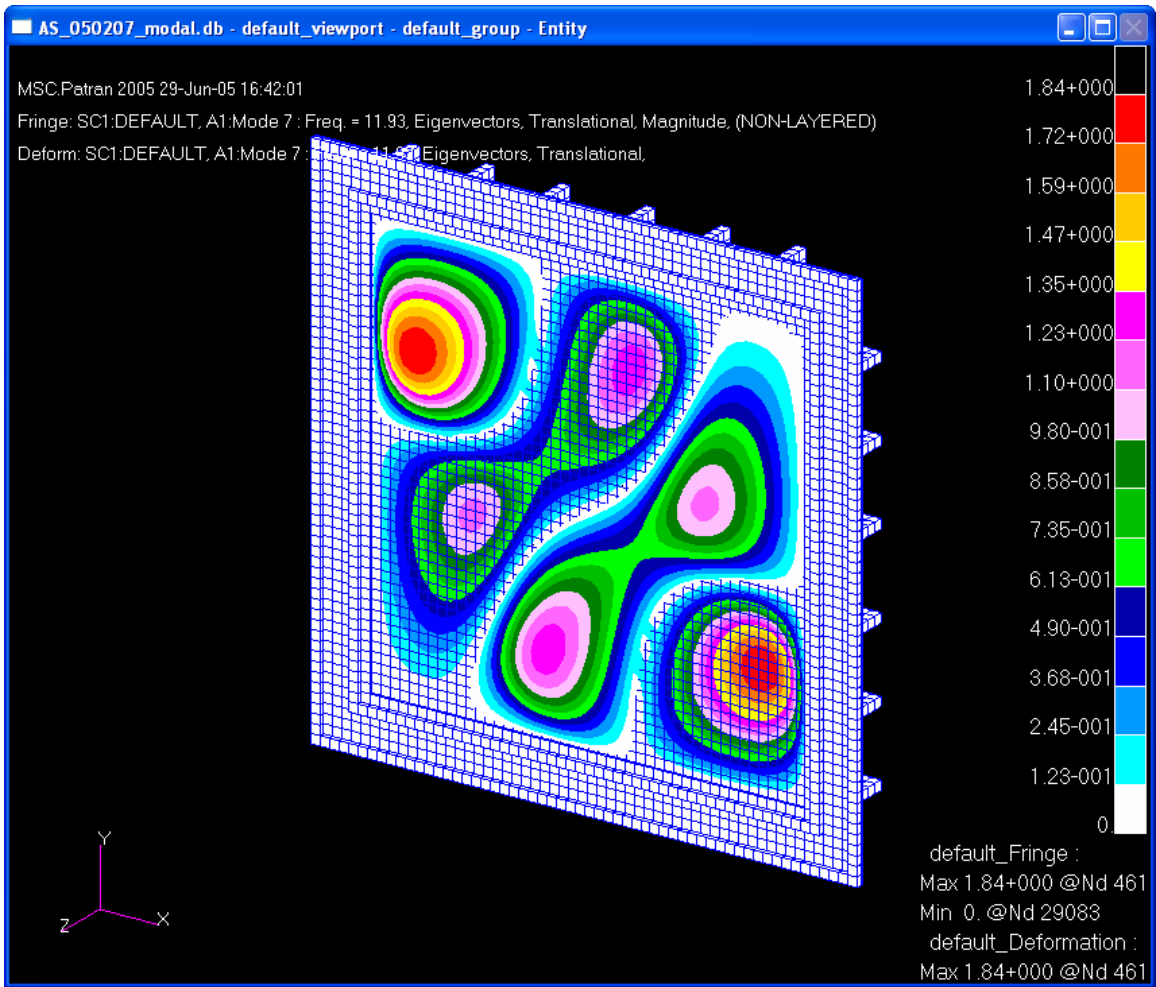 AS_050207_modal.db - default_viewport - default_group - Entity
MSC.Patran 2005 29-Jun-05 16:42:01
Fringe: SC1:DEFAULT, A1:Mode 7 : Freq. = 11.93, Eigenvectors, Translational, Magnitude, (NON-LAYERED)
Deform: SC1:DEFAULT, A1:Mode 7 : Eigenvectors, Translational,
1.84+000
1.72+000
1.59+000
1.47+000
1.35+000
1.23+000
1.10+000
9.80-001
8.58-001
7.35-001
6.13-001
4.90-001
3.68-001
2.45-001
1.23-001
0.
default_Fringe :
Max 1.84+000 @Nd 461
Min 0. @Nd 29083
default_Deformation :
Max 1.84+000 @Nd 461
Y
Z
X